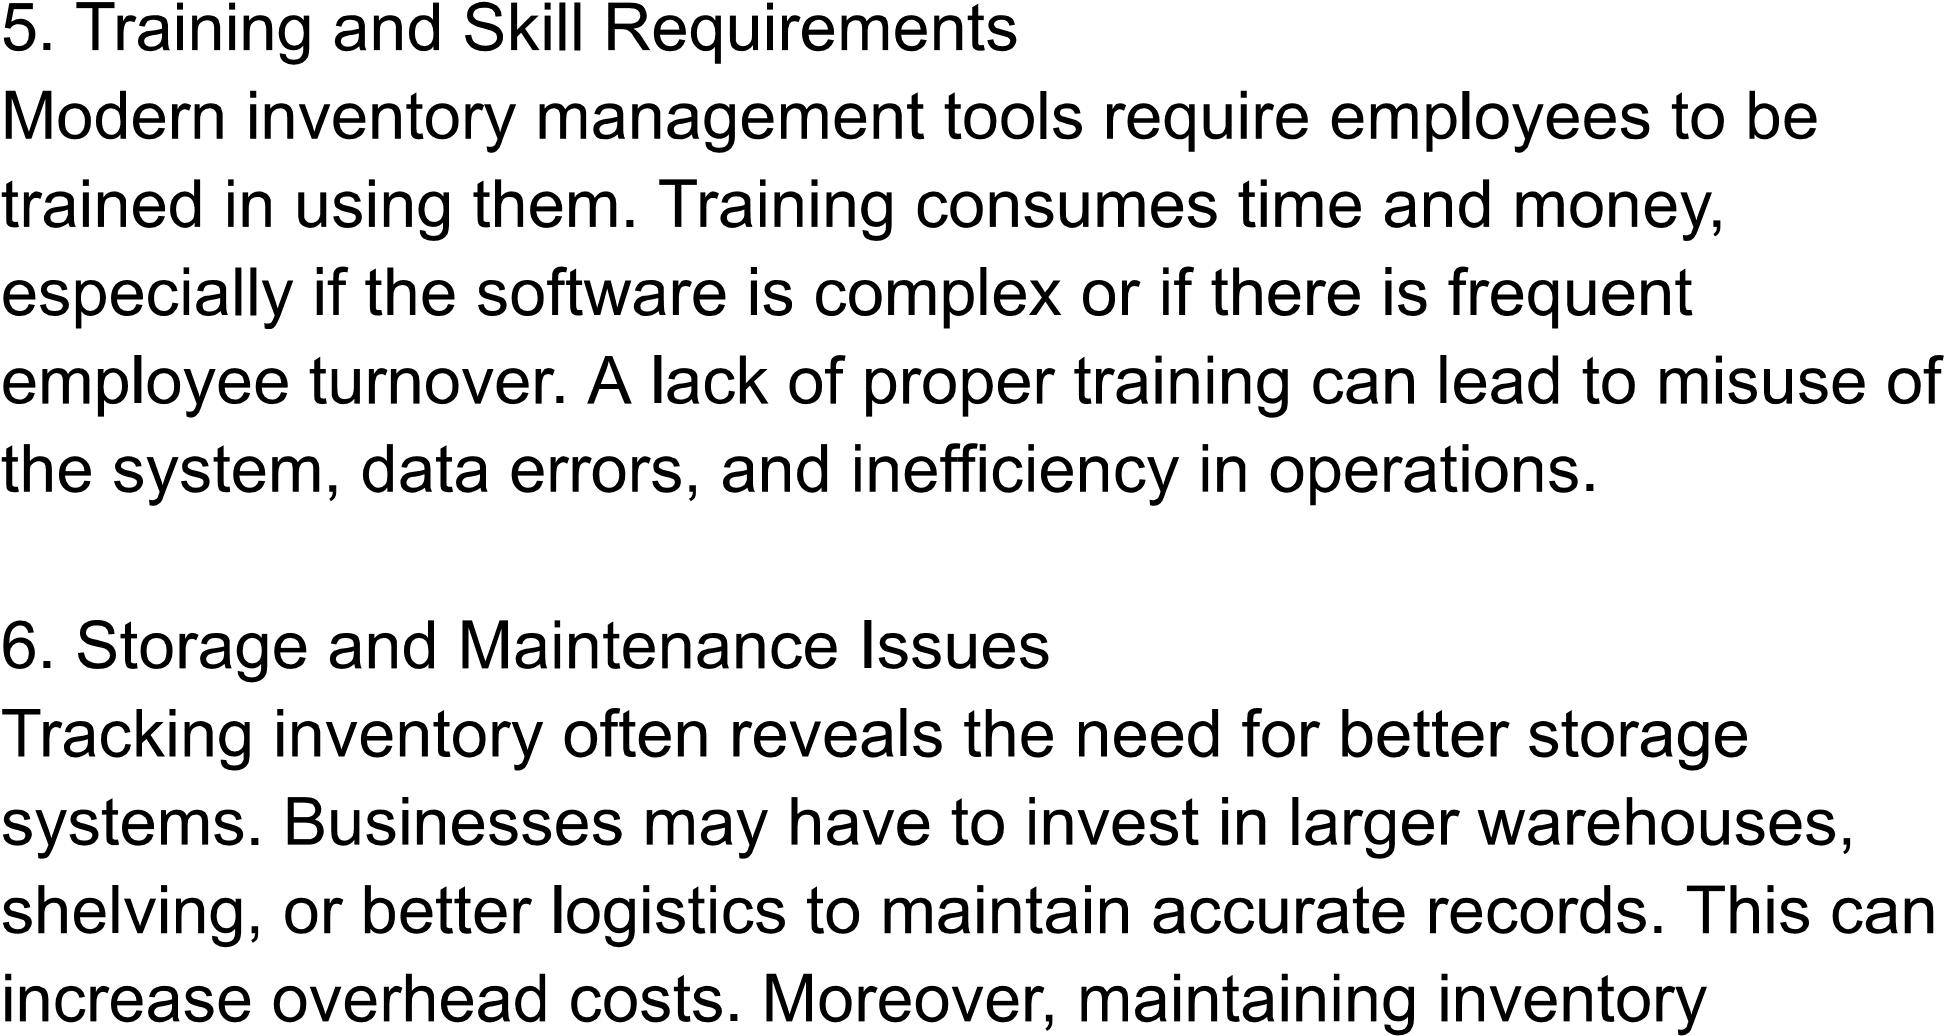 5. Training and Skill Requirements
Modern inventory management tools require employees to be
trained in using them. Training consumes time and money,
especially if the software is complex or if there is frequent
employee turnover. A lack of proper training can lead to misuse of
the system, data errors, and inefficiency in operations.
6. Storage and Maintenance Issues
Tracking inventory often reveals the need for better storage
systems. Businesses may have to invest in larger warehouses,
shelving, or better logistics to maintain accurate records. This can
increase overhead costs. Moreover, maintaining inventory